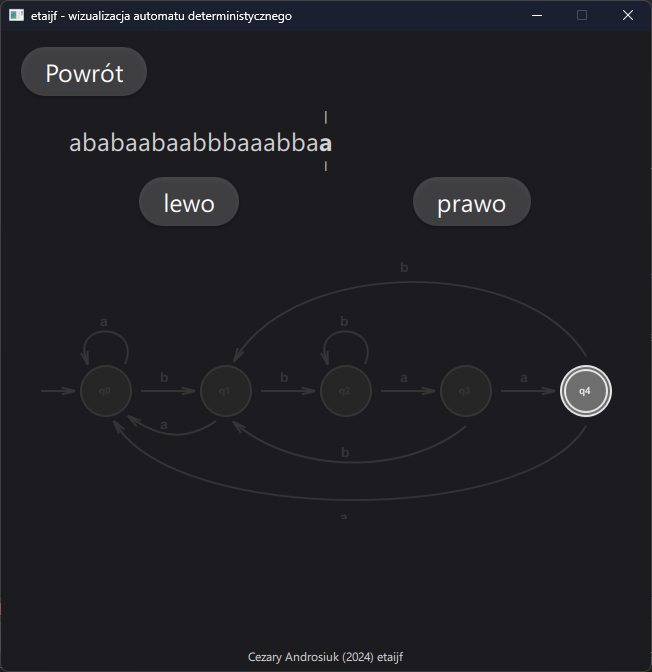 etaijf - wizualizacja automatu deterministycznego
Powrót
ababaabaabbbaaabbaa
lewo prawo
b
a b
b b a a
q0 q1 q2 q3 q4
a
b
a
Cezary Androsiuk (2024) etaijf